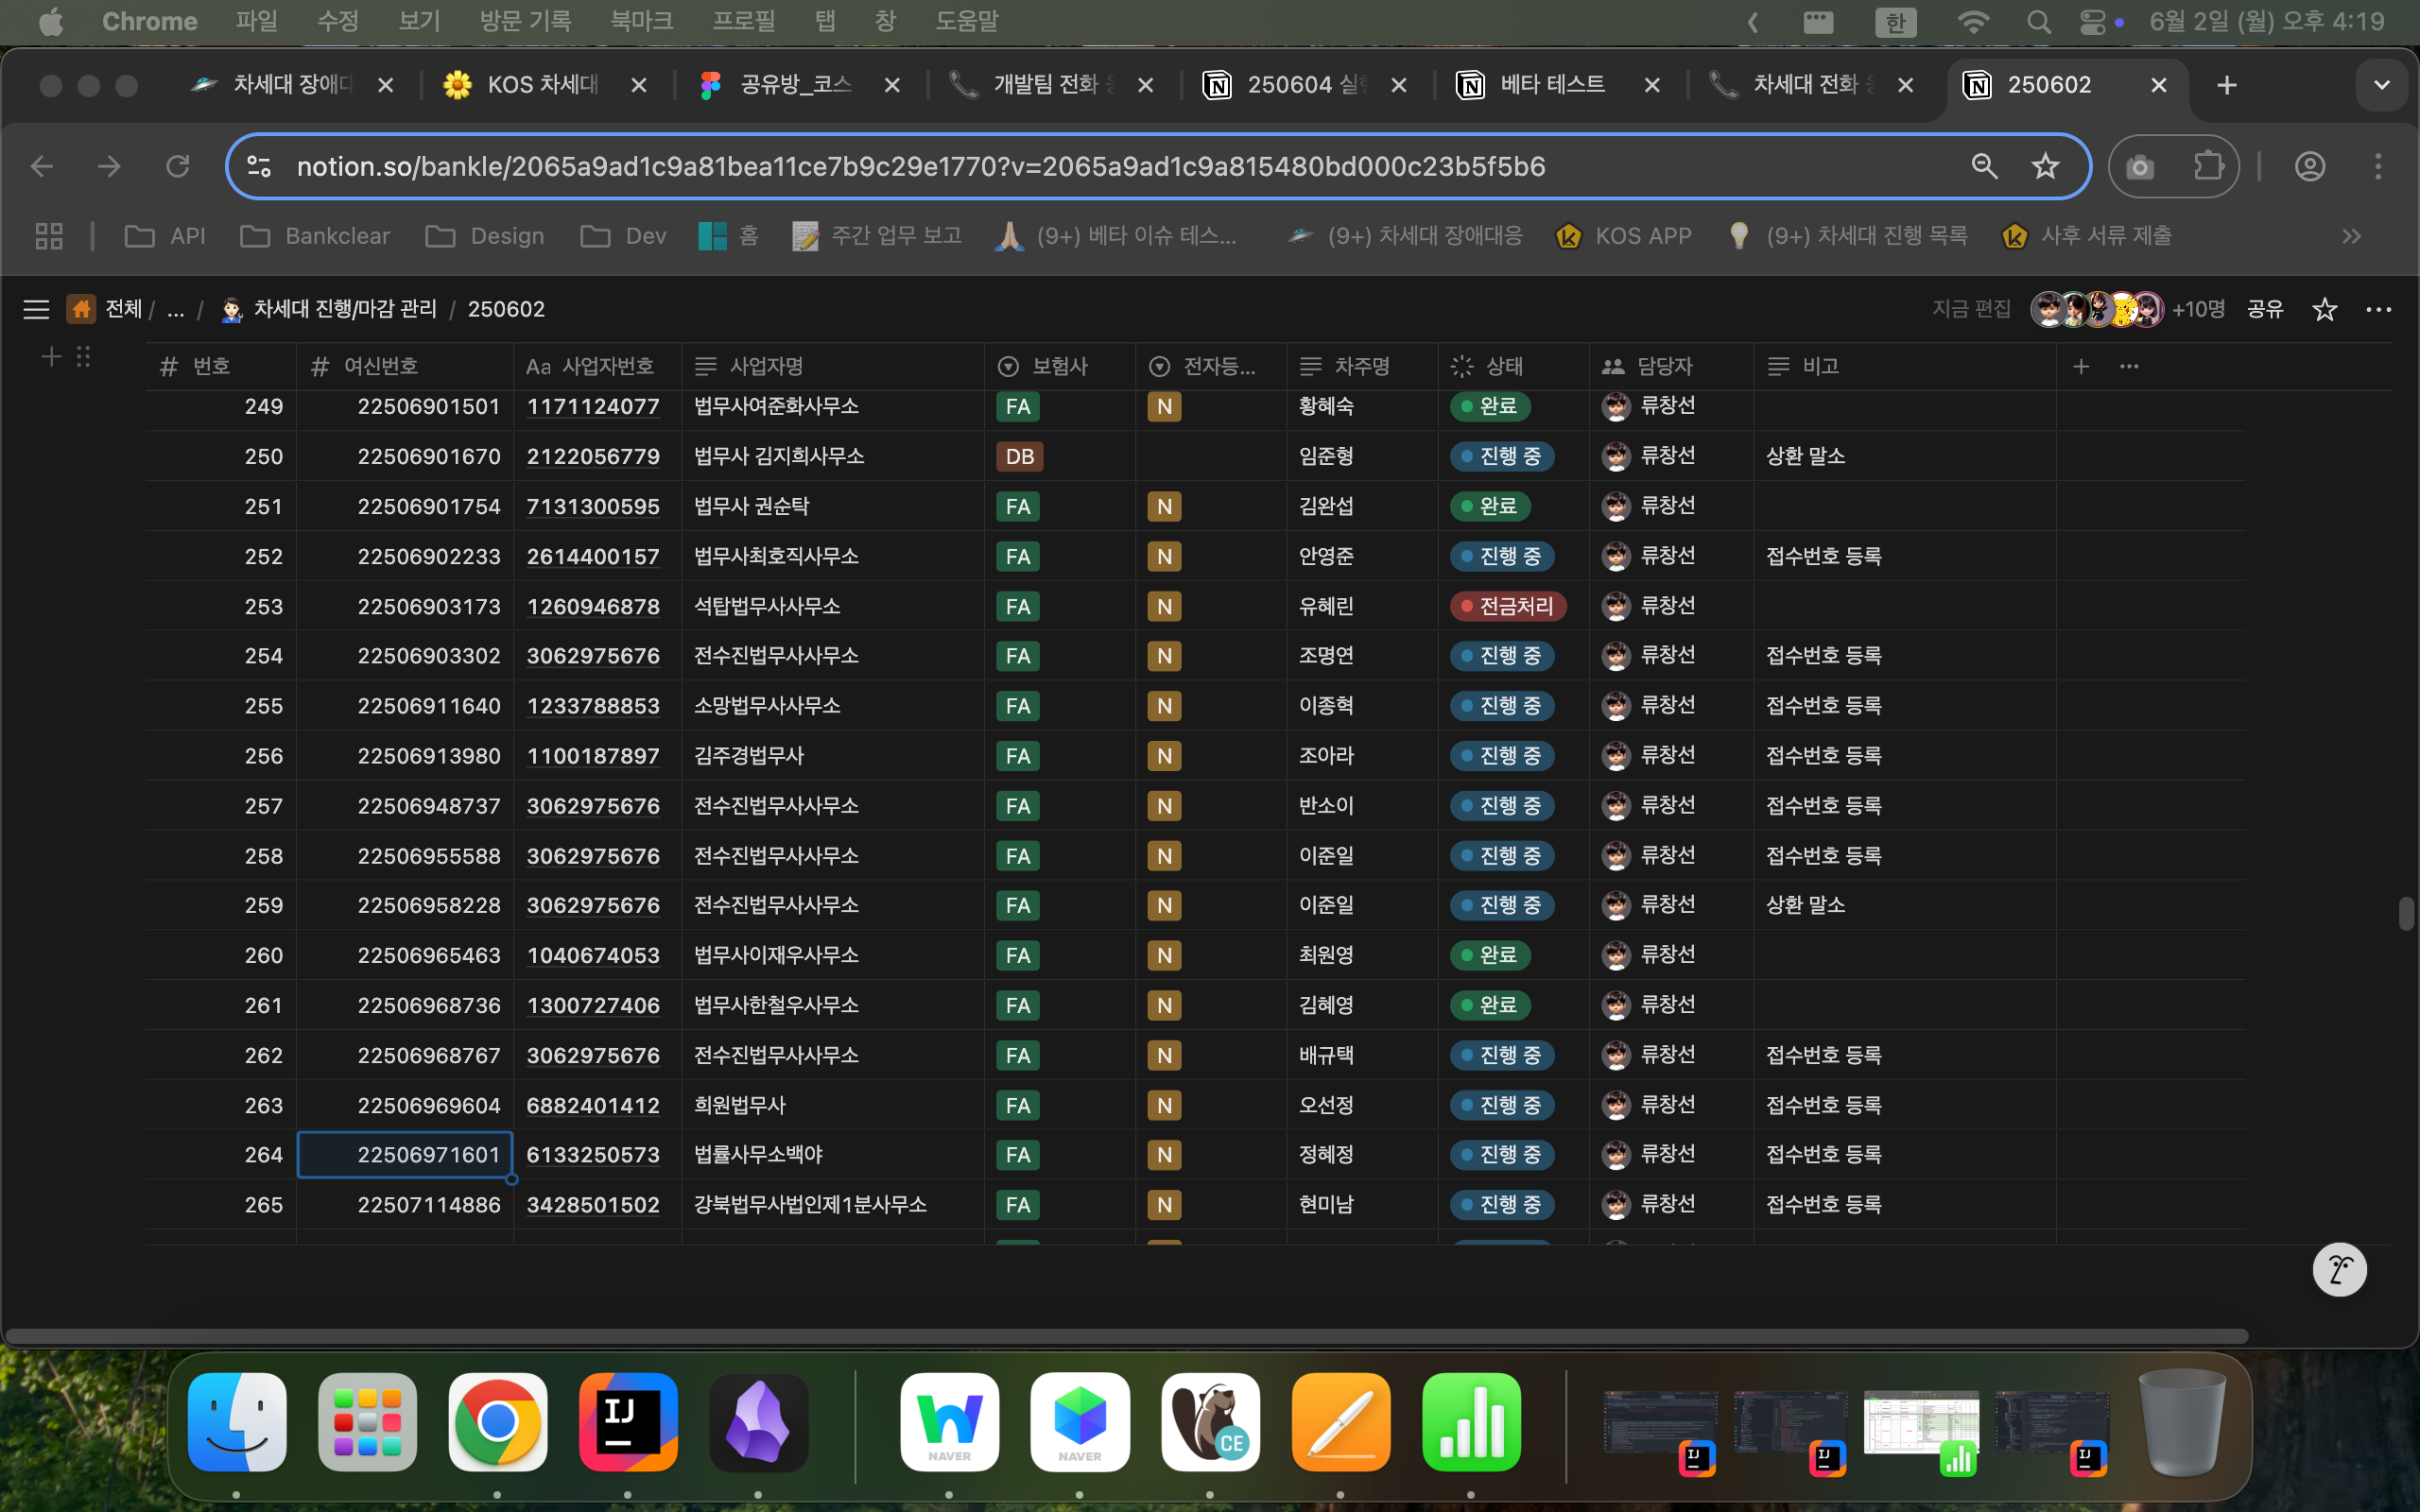 Chrome 파일 수정 보기 방문 기록 북마크 프로필 탭 창 도움말 한 6월 2일 (월) 오후 4:19
차세대 장애대 KOS 차세대 공유방_코스 개발팀 전화 250604 베타 테스트 차세대 전화 250602
notion.so/bankle/2065a9ad1c9a81bea11ce7b9c29e1770?v=2065a9ad1c9a815480bd000c23b5f5b6
API Bankclear Design Dev 홈 주간 업무 보고 (9+) 베타 이슈 테스... (9+) 차세대 장애대응 KOS APP (9+) 차세대 진행 목록 사후 서류 제출
전체 / ... / 차세대 진행/마감 관리 / 250602 지금 편집 +10명 공유
# 번호 # 여신번호 Aa 사업자번호 사업자명 보험사 전자등... 차주명 상태 담당자 비고
249 22506901501 1171124077 법무사여준화사무소 FA N 황혜숙 완료 류창선
250 22506901670 2122056779 법무사 김지희사무소 DB 임준형 진행 중 류창선 상환 말소
251 22506901754 7131300595 법무사 권순탁 FA N 김완섭 완료 류창선
252 22506902233 2614400157 법무사최호직사무소 FA N 안영준 진행 중 류창선 접수번호 등록
253 22506903173 1260946878 석탑법무사사무소 FA N 유혜린 전금처리 류창선
254 22506903302 3062975676 전수진법무사사무소 FA N 조명연 진행 중 류창선 접수번호 등록
255 22506911640 1233788853 소망법무사사무소 FA N 이종혁 진행 중 류창선 접수번호 등록
256 22506913980 1100187897 김주경법무사 FA N 조아라 진행 중 류창선 접수번호 등록
257 22506948737 3062975676 전수진법무사사무소 FA N 반소이 진행 중 류창선 접수번호 등록
258 22506955588 3062975676 전수진법무사사무소 FA N 이준일 진행 중 류창선 접수번호 등록
259 22506958228 3062975676 전수진법무사사무소 FA N 이준일 진행 중 류창선 상환 말소
260 22506965463 1040674053 법무사이재우사무소 FA N 최원영 완료 류창선
261 22506968736 1300727406 법무사한철우사무소 FA N 김혜영 완료 류창선
262 22506968767 3062975676 전수진법무사사무소 FA N 배규택 진행 중 류창선 접수번호 등록
263 22506969604 6882401412 희원법무사 FA N 오선정 진행 중 류창선 접수번호 등록
264 22506971601 6133250573 법률사무소백야 FA N 정혜정 진행 중 류창선 접수번호 등록
265 22507114886 3428501502 강북법무사법인제1분사무소 FA N 현미남 진행 중 류창선 접수번호 등록
IJ NAVER NAVER CE IJ IJ IJ